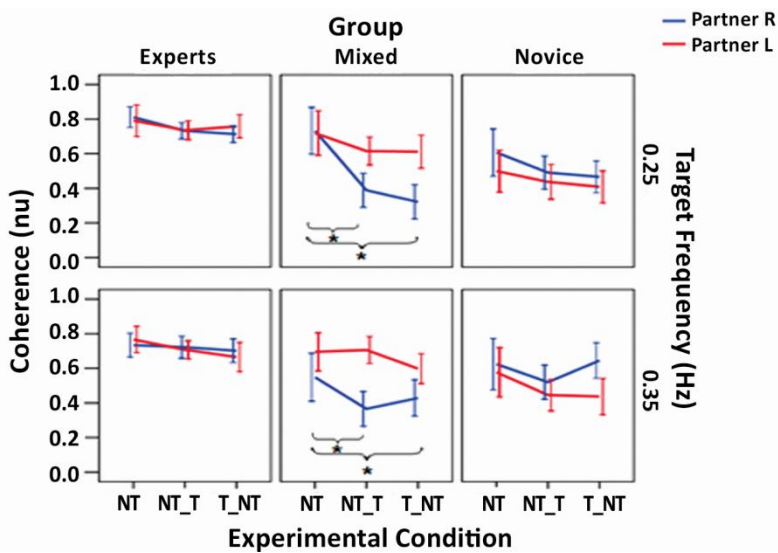 Group
Partner R
Partner L
Experts Mixed Novice
Coherence (nu)
1.0
0.8
0.6
0.4
0.2
0.0
*
*
0.25
1.0
0.8
0.6
0.4
0.2
0.0
*
*
0.35
Target Frequency (Hz)
NT NT_T T_NT NT NT_T T_NT NT NT_T T_NT
Experimental Condition